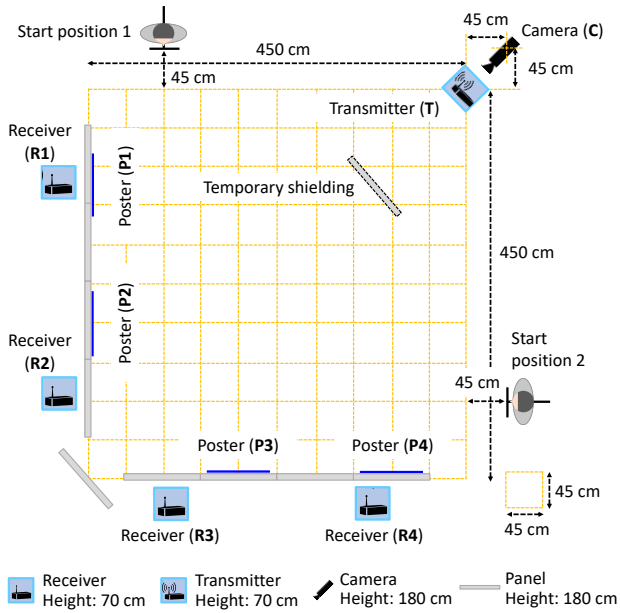 Start position 1
45 cm
Camera (C)
450 cm
45 cm
45 cm
Transmitter (T)
Receiver
(R1)
Poster (P1)
Temporary shielding
450 cm
Poster (P2)
Receiver
(R2)
Start
position 2
45 cm
Poster (P3)
Poster (P4)
45 cm
45 cm
Receiver (R3)
Receiver (R4)
Receiver
Height: 70 cm
Transmitter
Height: 70 cm
Camera
Height: 180 cm
Panel
Height: 180 cm